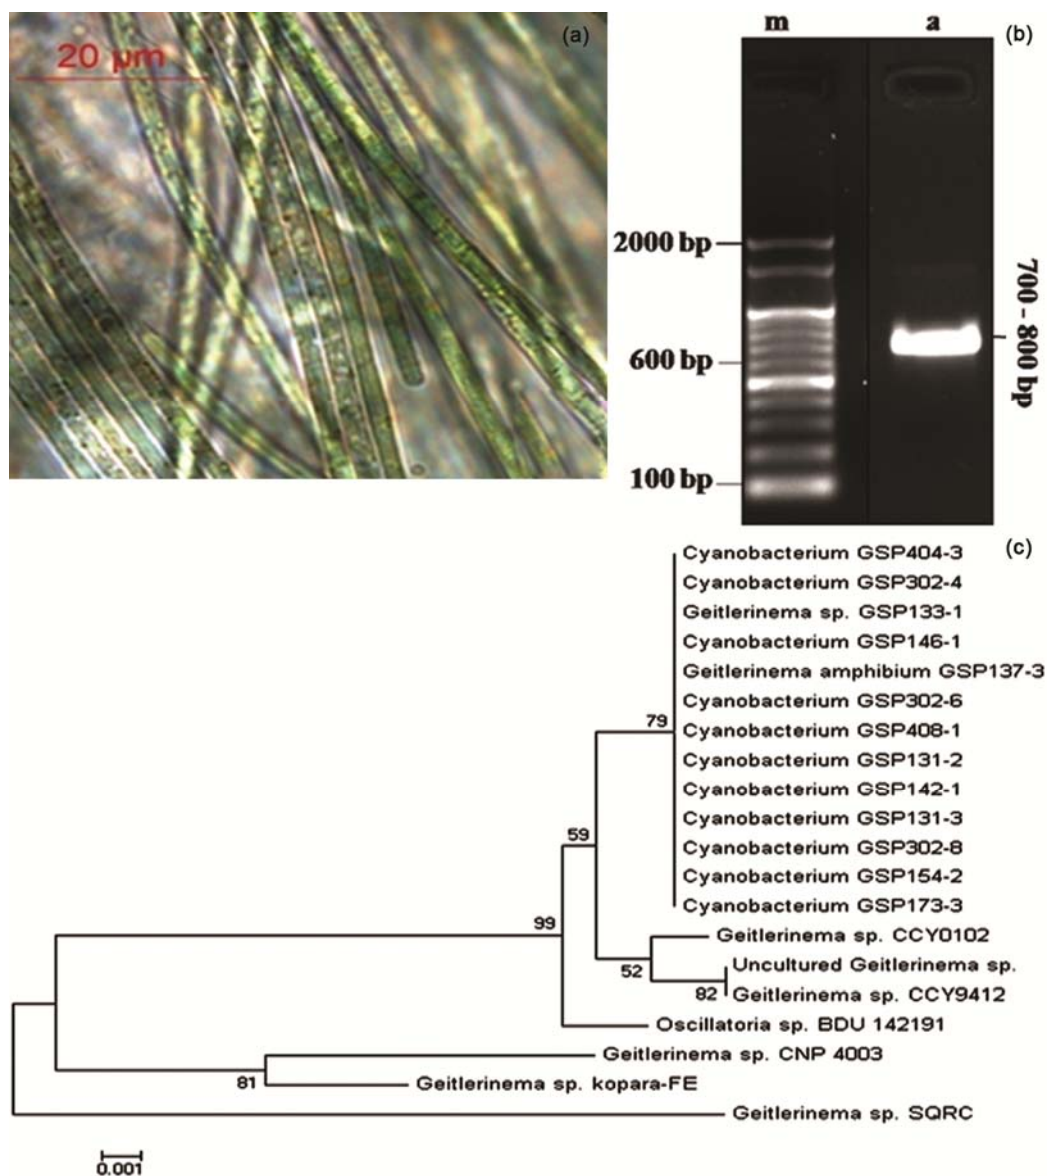 20 µm
(a)
m
a
(b)
2000 bp
600 bp
100 bp
700 - 800 bp
(c)
Cyanobacterium GSP404-3
Cyanobacterium GSP302-4
Geitlerinema sp. GSP133-1
Cyanobacterium GSP146-1
Geitlerinema amphibium GSP137-3
Cyanobacterium GSP302-6
79
Cyanobacterium GSP408-1
Cyanobacterium GSP131-2
Cyanobacterium GSP142-1
Cyanobacterium GSP131-3
59
Cyanobacterium GSP302-8
Cyanobacterium GSP154-2
Cyanobacterium GSP173-3
99
Geitlerinema sp. CCY0102
52
Uncultured Geitlerinema sp.
82
Geitlerinema sp. CCY9412
Oscillatoria sp. BDU 142191
Geitlerinema sp. CNP 4003
81
Geitlerinema sp. kopara-FE
Geitlerinema sp. SQRC
0.001